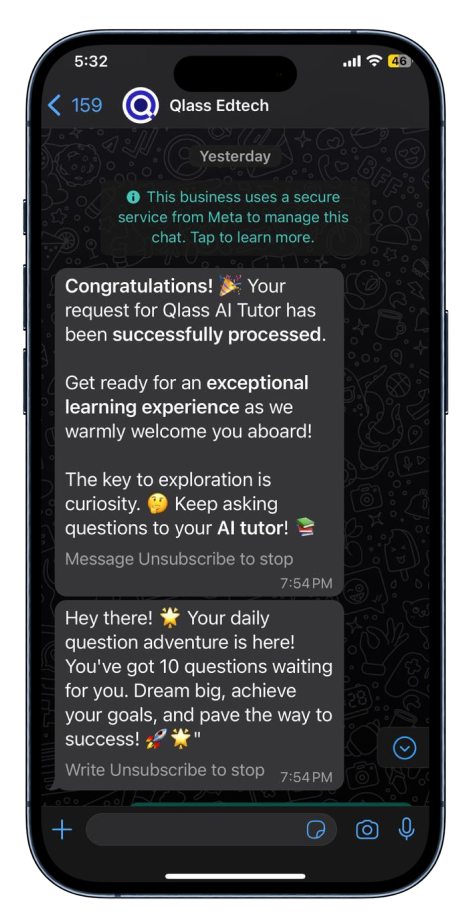 5:32
46
159
Qlass Edtech
Yesterday
This business uses a secure
service from Meta to manage this
chat. Tap to learn more.
Congratulations! 🎉 Your
request for Qlass AI Tutor has
been successfully processed.
Get ready for an exceptional
learning experience as we
warmly welcome you aboard!
The key to exploration is
curiosity. 🤔 Keep asking
questions to your AI tutor! 📚
Message Unsubscribe to stop
7:54 PM
Hey there! 🌟 Your daily
question adventure is here!
You've got 10 questions waiting
for you. Dream big, achieve
your goals, and pave the way to
success! 🚀 🌟"
Write Unsubscribe to stop
7:54 PM